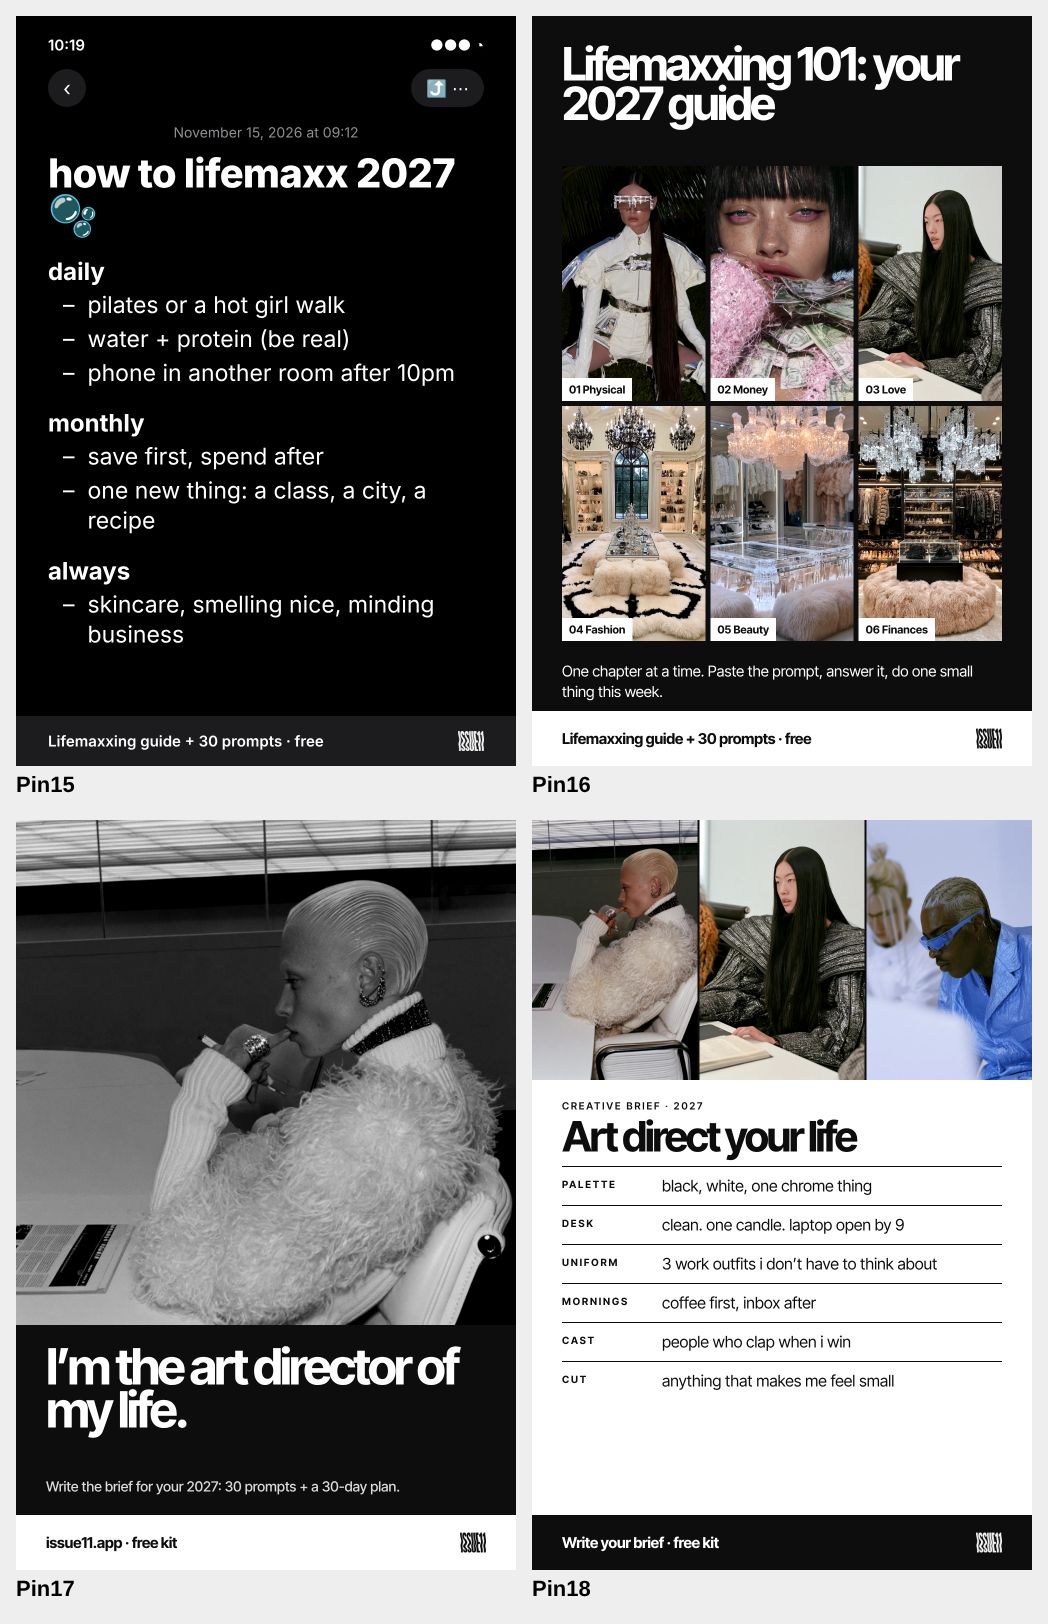 10:19
November 15, 2026 at 09:12
how to lifemaxx 2027
🫧
daily
– pilates or a hot girl walk
– water + protein (be real)
– phone in another room after 10pm
monthly
– save first, spend after
– one new thing: a class, a city, a
recipe
always
– skincare, smelling nice, minding
business
Lifemaxxing guide + 30 prompts · free
ISSUE11
Pin15
Lifemaxxing 101: your
2027 guide
01 Physical
02 Money
03 Love
04 Fashion
05 Beauty
06 Finances
One chapter at a time. Paste the prompt, answer it, do one small
thing this week.
Lifemaxxing guide + 30 prompts · free
ISSUE11
Pin16
I’m the art director of
my life.
Write the brief for your 2027: 30 prompts + a 30-day plan.
issue11.app · free kit
ISSUE11
Pin17
CREATIVE BRIEF · 2027
Art direct your life
PALETTE black, white, one chrome thing
DESK clean. one candle. laptop open by 9
UNIFORM 3 work outfits i don’t have to think about
MORNINGS coffee first, inbox after
CAST people who clap when i win
CUT anything that makes me feel small
Write your brief · free kit
ISSUE11
Pin18